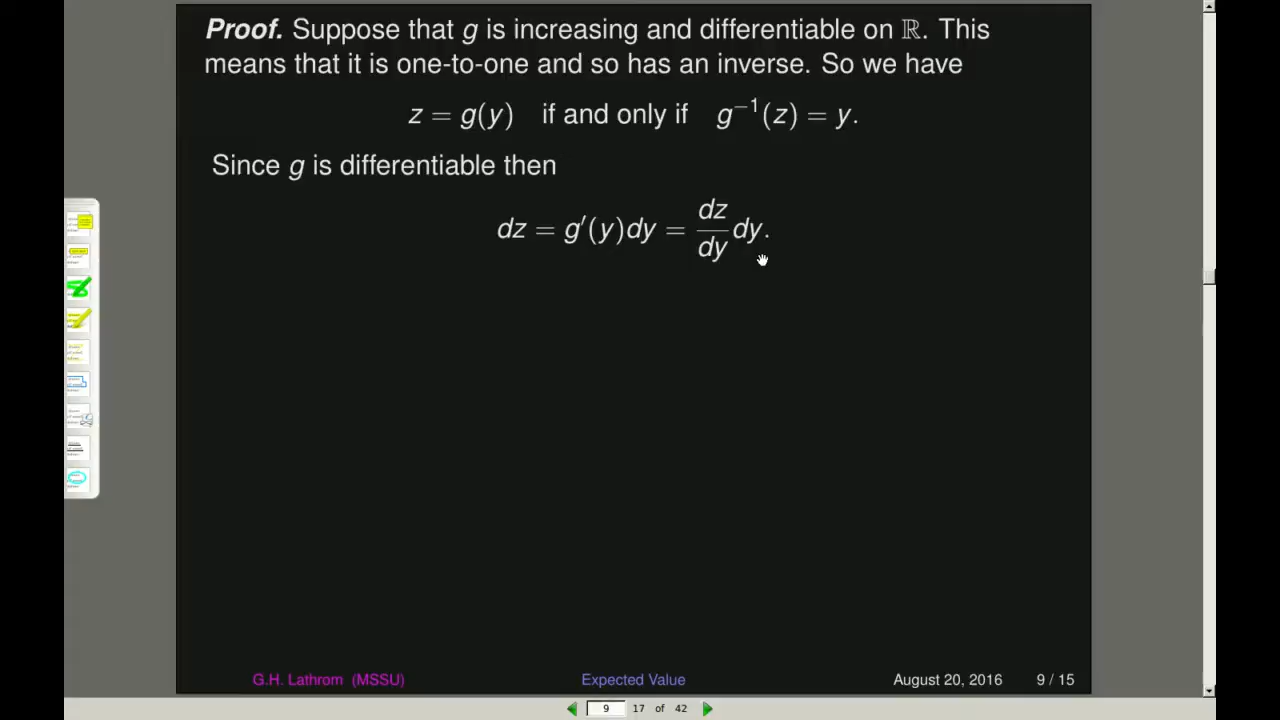 Proof. Suppose that g is increasing and differentiable on ℝ. This
means that it is one-to-one and so has an inverse. So we have
z = g(y) if and only if g⁻¹(z) = y.
Since g is differentiable then
dz = g′(y)dy = dz/dy dy.
G.H. Lathrom (MSSU) Expected Value August 20, 2016 9 / 15
9 17 of 42